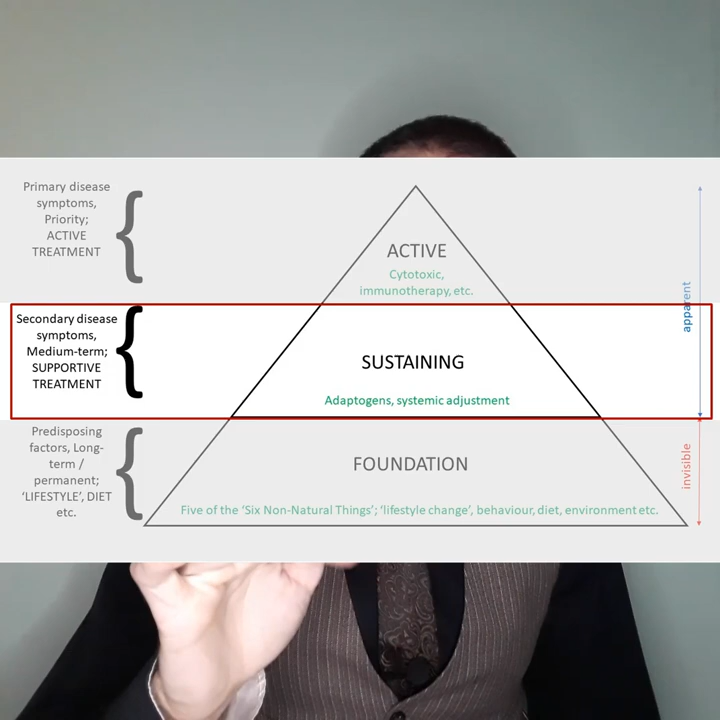 Primary disease
symptoms,
Priority;
ACTIVE
TREATMENT
ACTIVE
Cytotoxic,
immunotherapy, etc.
Secondary disease
symptoms,
Medium-term;
SUPPORTIVE
TREATMENT
SUSTAINING
Adaptogens, systemic adjustment
Predisposing
factors, Long-
term /
permanent;
‘LIFESTYLE’, DIET
etc.
FOUNDATION
Five of the ‘Six Non-Natural Things’; ‘lifestyle change’, behaviour, diet, environment etc.
apparent
invisible